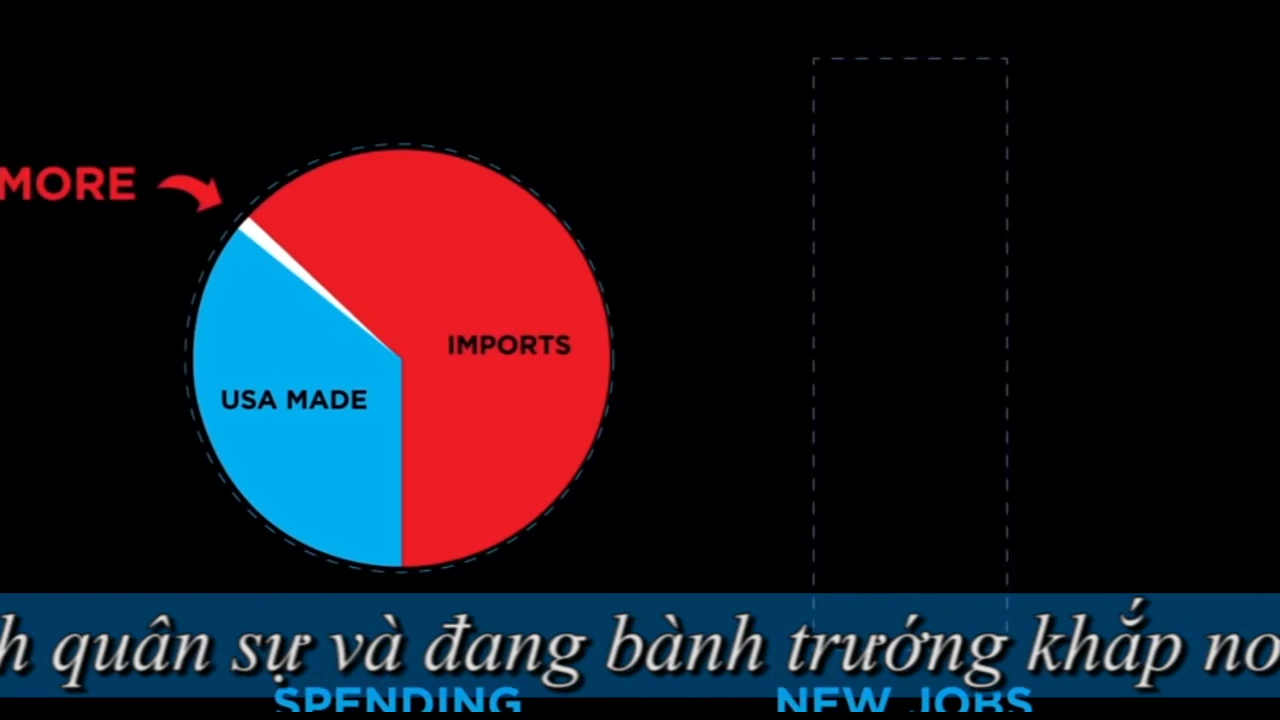 MORE
IMPORTS
USA MADE
h quân sự và đang bành trướng khắp no
SPENDING
NEW JOBS